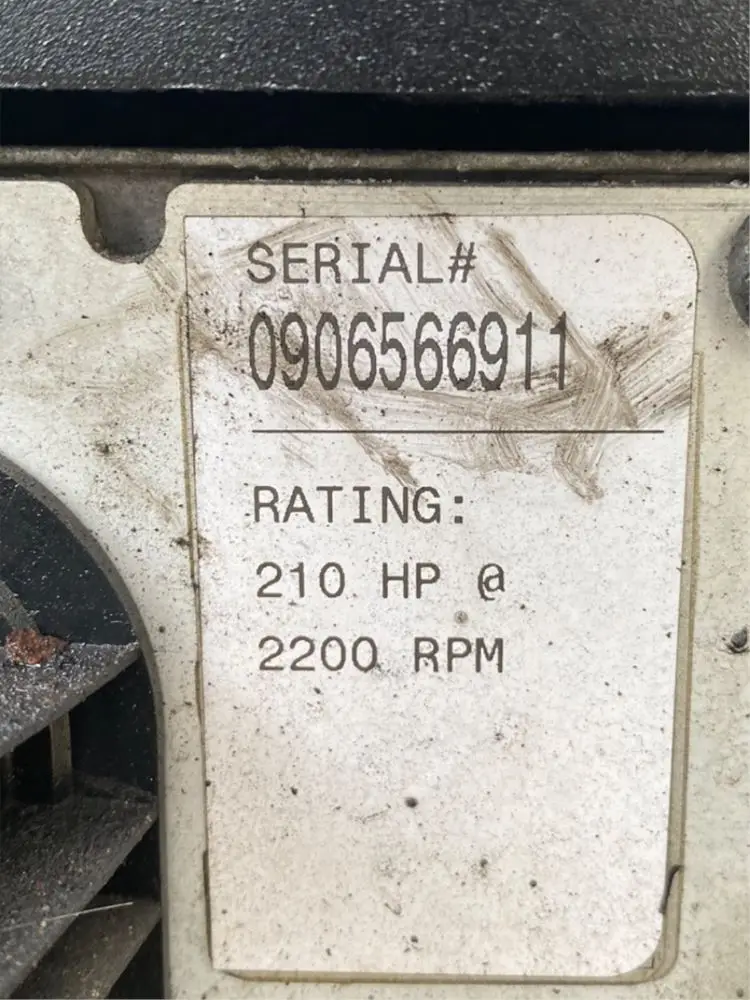 SERIAL#
0906566911
RATING:
210 HP @
2200 RPM